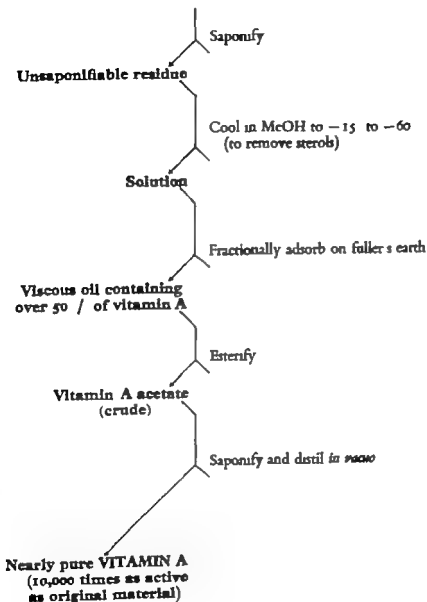 Saponify
Unsaponifiable residue
Cool in MeOH to −15 to −60
(to remove sterols)
Solution
Fractionally adsorb on fuller s earth
Viscous oil containing
over 50 / of vitamin A
Esterify
Vitamin A acetate
(crude)
Saponify and distil in vacuo
Nearly pure VITAMIN A
(10,000 times as active
as original material)